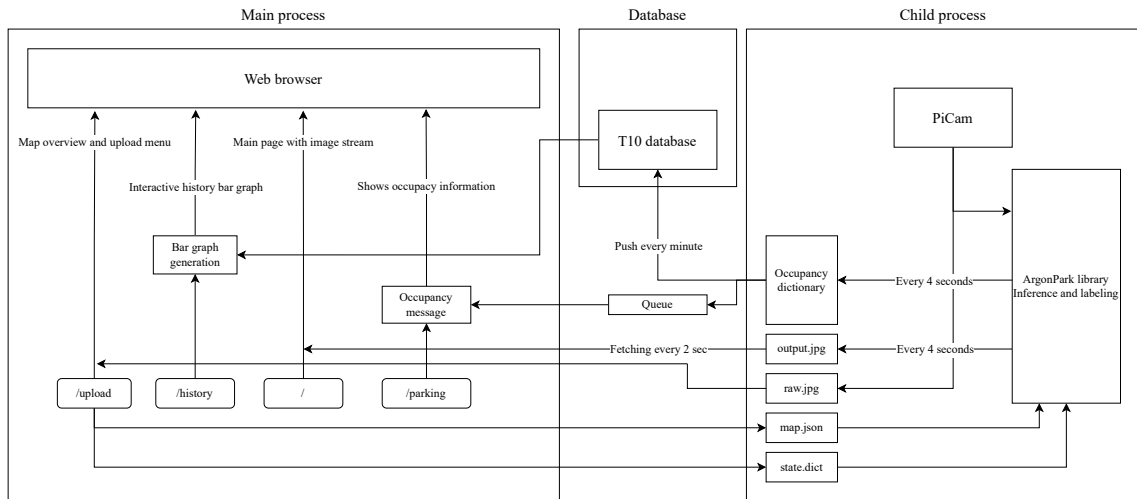 Main process
Database
Child process
Web browser
PiCam
T10 database
Map overview and upload menu
Main page with image stream
Interactive history bar graph
Shows occupancy information
Bar graph
generation
Push every minute
Occupancy
dictionary
Every 4 seconds
ArgonPark library
Inference and labeling
Occupancy
message
Queue
Fetching every 2 sec
output.jpg
Every 4 seconds
/upload
/history
/
/parking
raw.jpg
map.json
state.dict